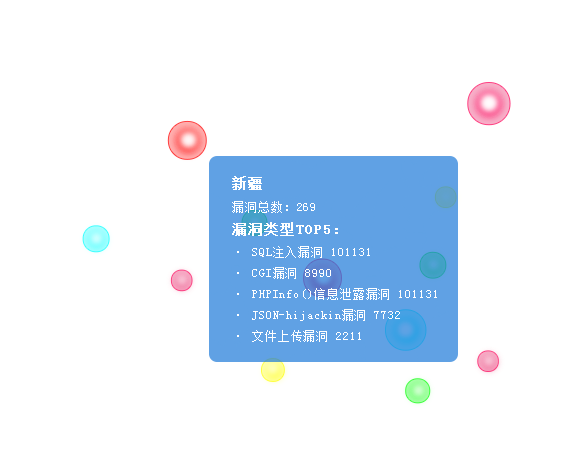 新疆
漏洞总数：269
漏洞类型TOP5：
· SQL注入漏洞 101131
· CGI漏洞 8990
· PHPInfo()信息泄露漏洞 101131
· JSON-hijackin漏洞 7732
· 文件上传漏洞 2211